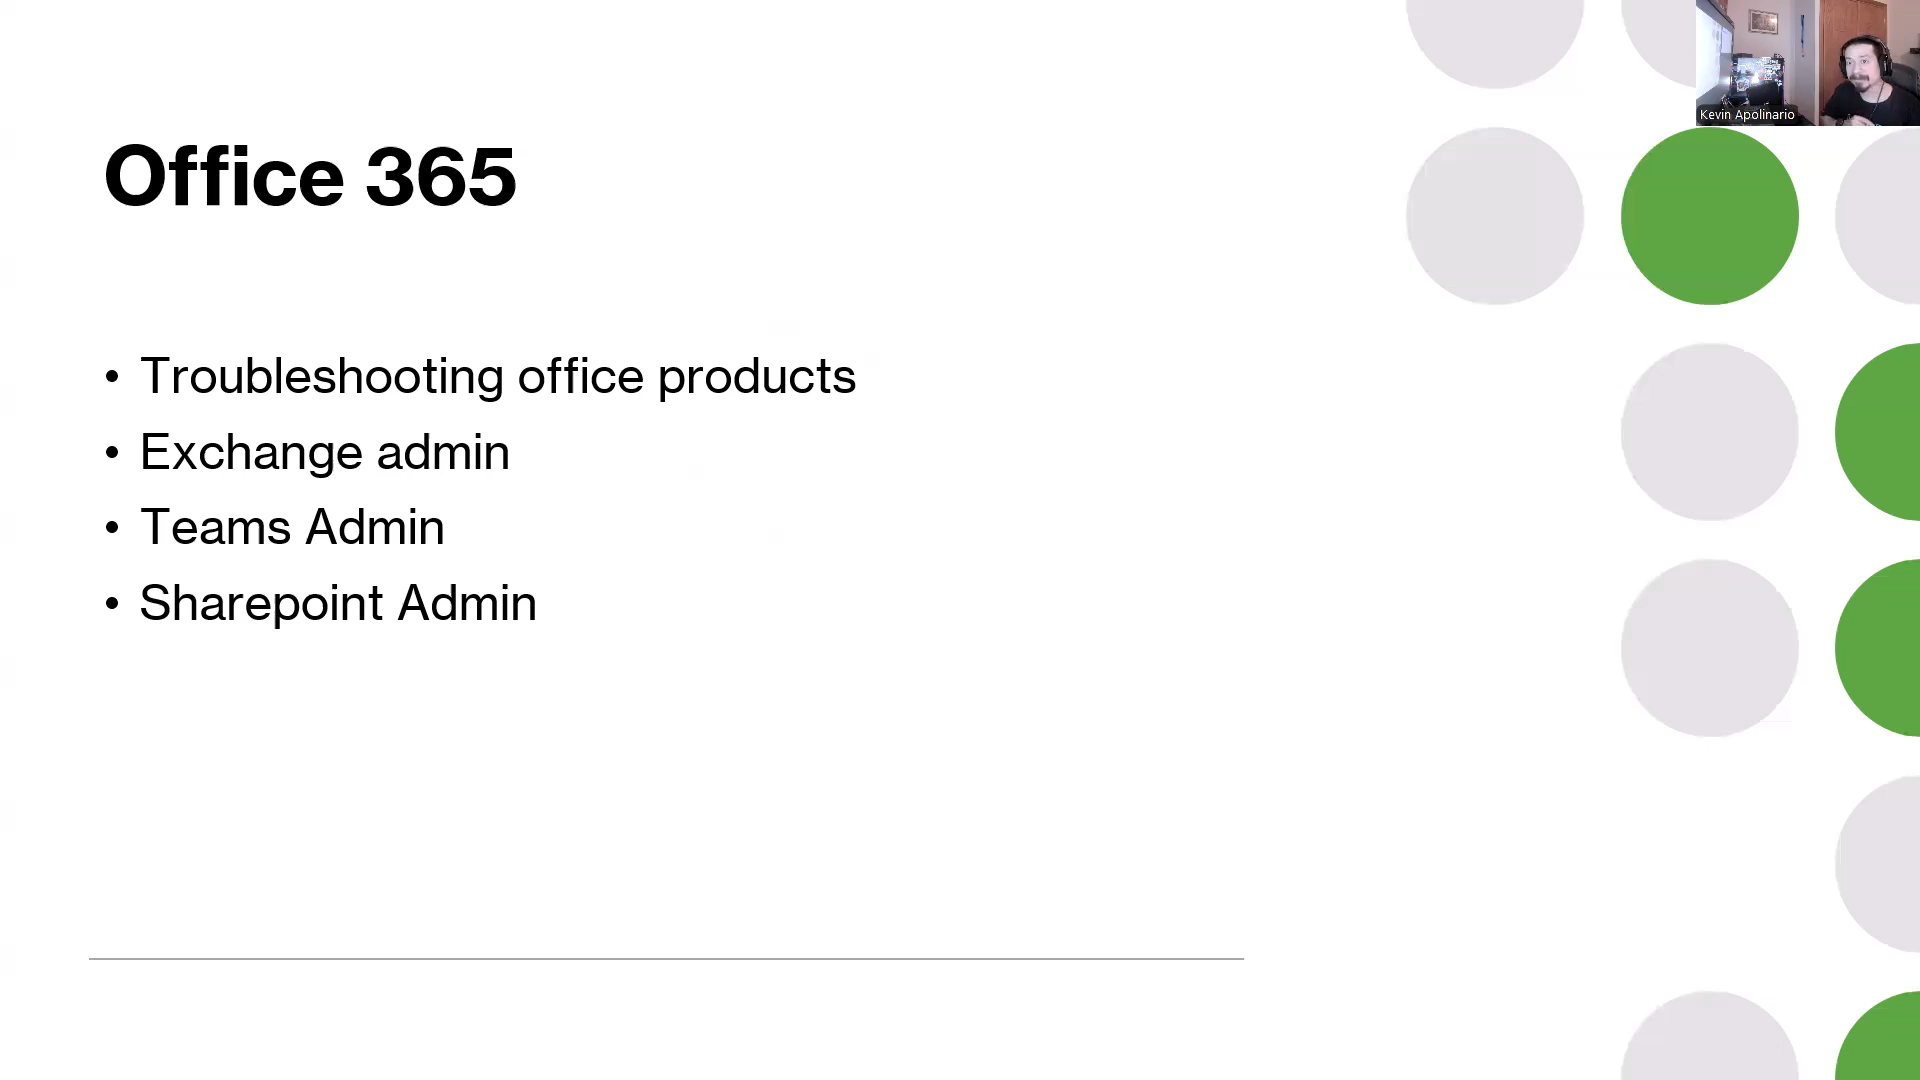 Kevin Apolinario
Office 365
• Troubleshooting office products
• Exchange admin
• Teams Admin
• Sharepoint Admin